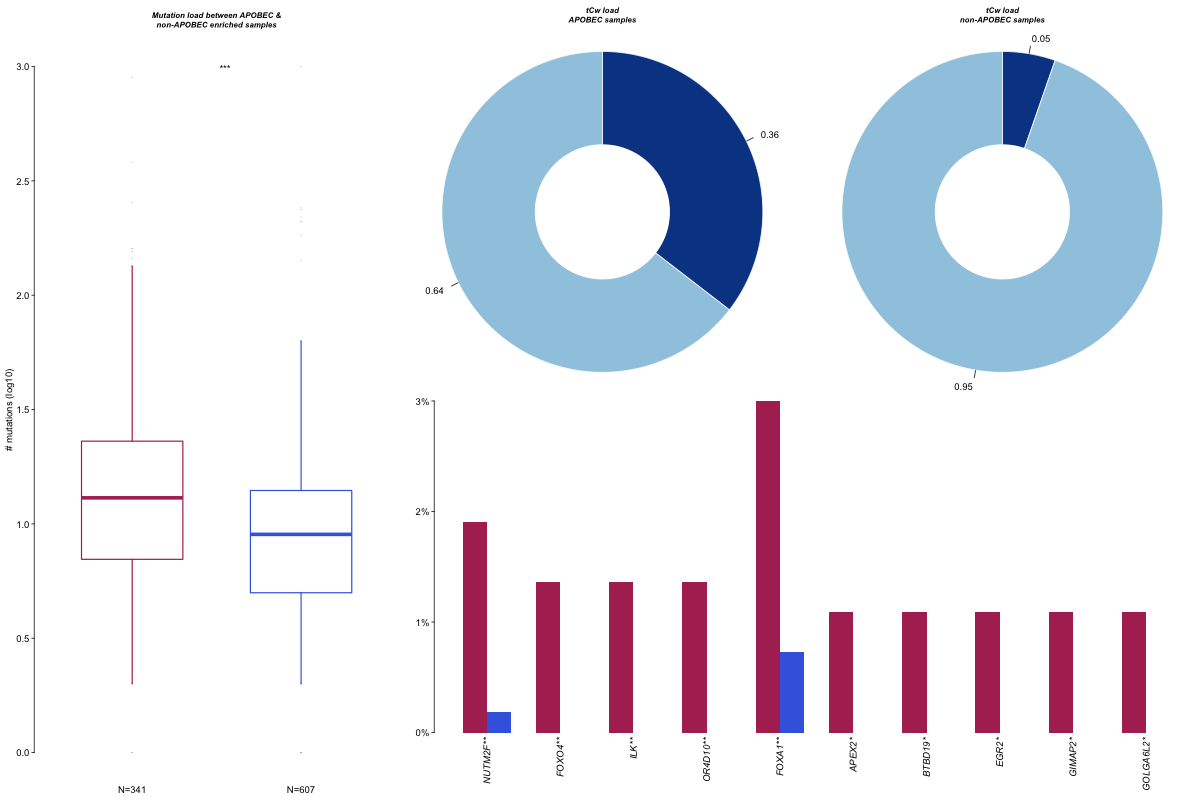 Mutation load between APOBEC &
non-APOBEC enriched samples
***
# mutations (log10)
3.0
2.5
2.0
1.5
1.0
0.5
0.0
N=341
N=607
tCw load
APOBEC samples
0.36
0.64
tCw load
non-APOBEC samples
0.05
0.95
3%
2%
1%
0%
NUTM2F**
FOXO4**
ILK**
OR4D10**
FOXA1**
APEX2*
BTBD19*
EGR2*
GIMAP2*
GOLGA6L2*